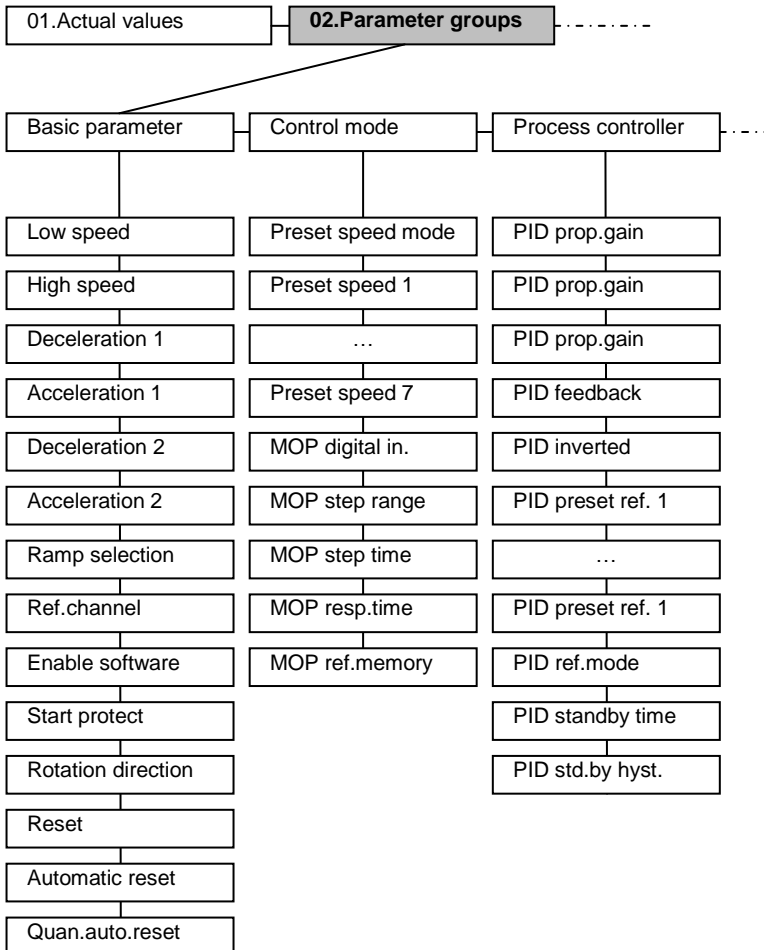 01.Actual values
02.Parameter groups
Basic parameter
Control mode
Process controller
Low speed
High speed
Deceleration 1
Acceleration 1
Deceleration 2
Acceleration 2
Ramp selection
Ref.channel
Enable software
Start protect
Rotation direction
Reset
Automatic reset
Quan.auto.reset
Preset speed mode
Preset speed 1
…
Preset speed 7
MOP digital in.
MOP step range
MOP step time
MOP resp.time
MOP ref.memory
PID prop.gain
PID prop.gain
PID prop.gain
PID feedback
PID inverted
PID preset ref. 1
…
PID preset ref. 1
PID ref.mode
PID standby time
PID std.by hyst.